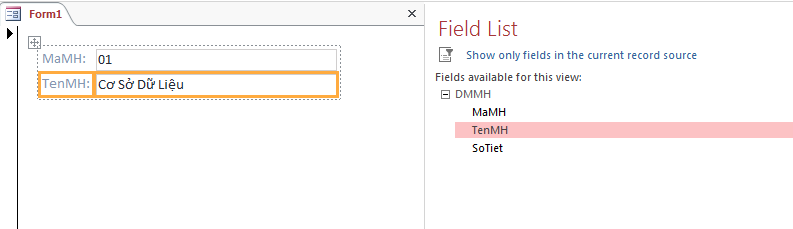 Form1
MaMH: 01
TenMH: Cơ Sở Dữ Liệu
Field List
Show only fields in the current record source
Fields available for this view:
DMMH
MaMH
TenMH
SoTiet